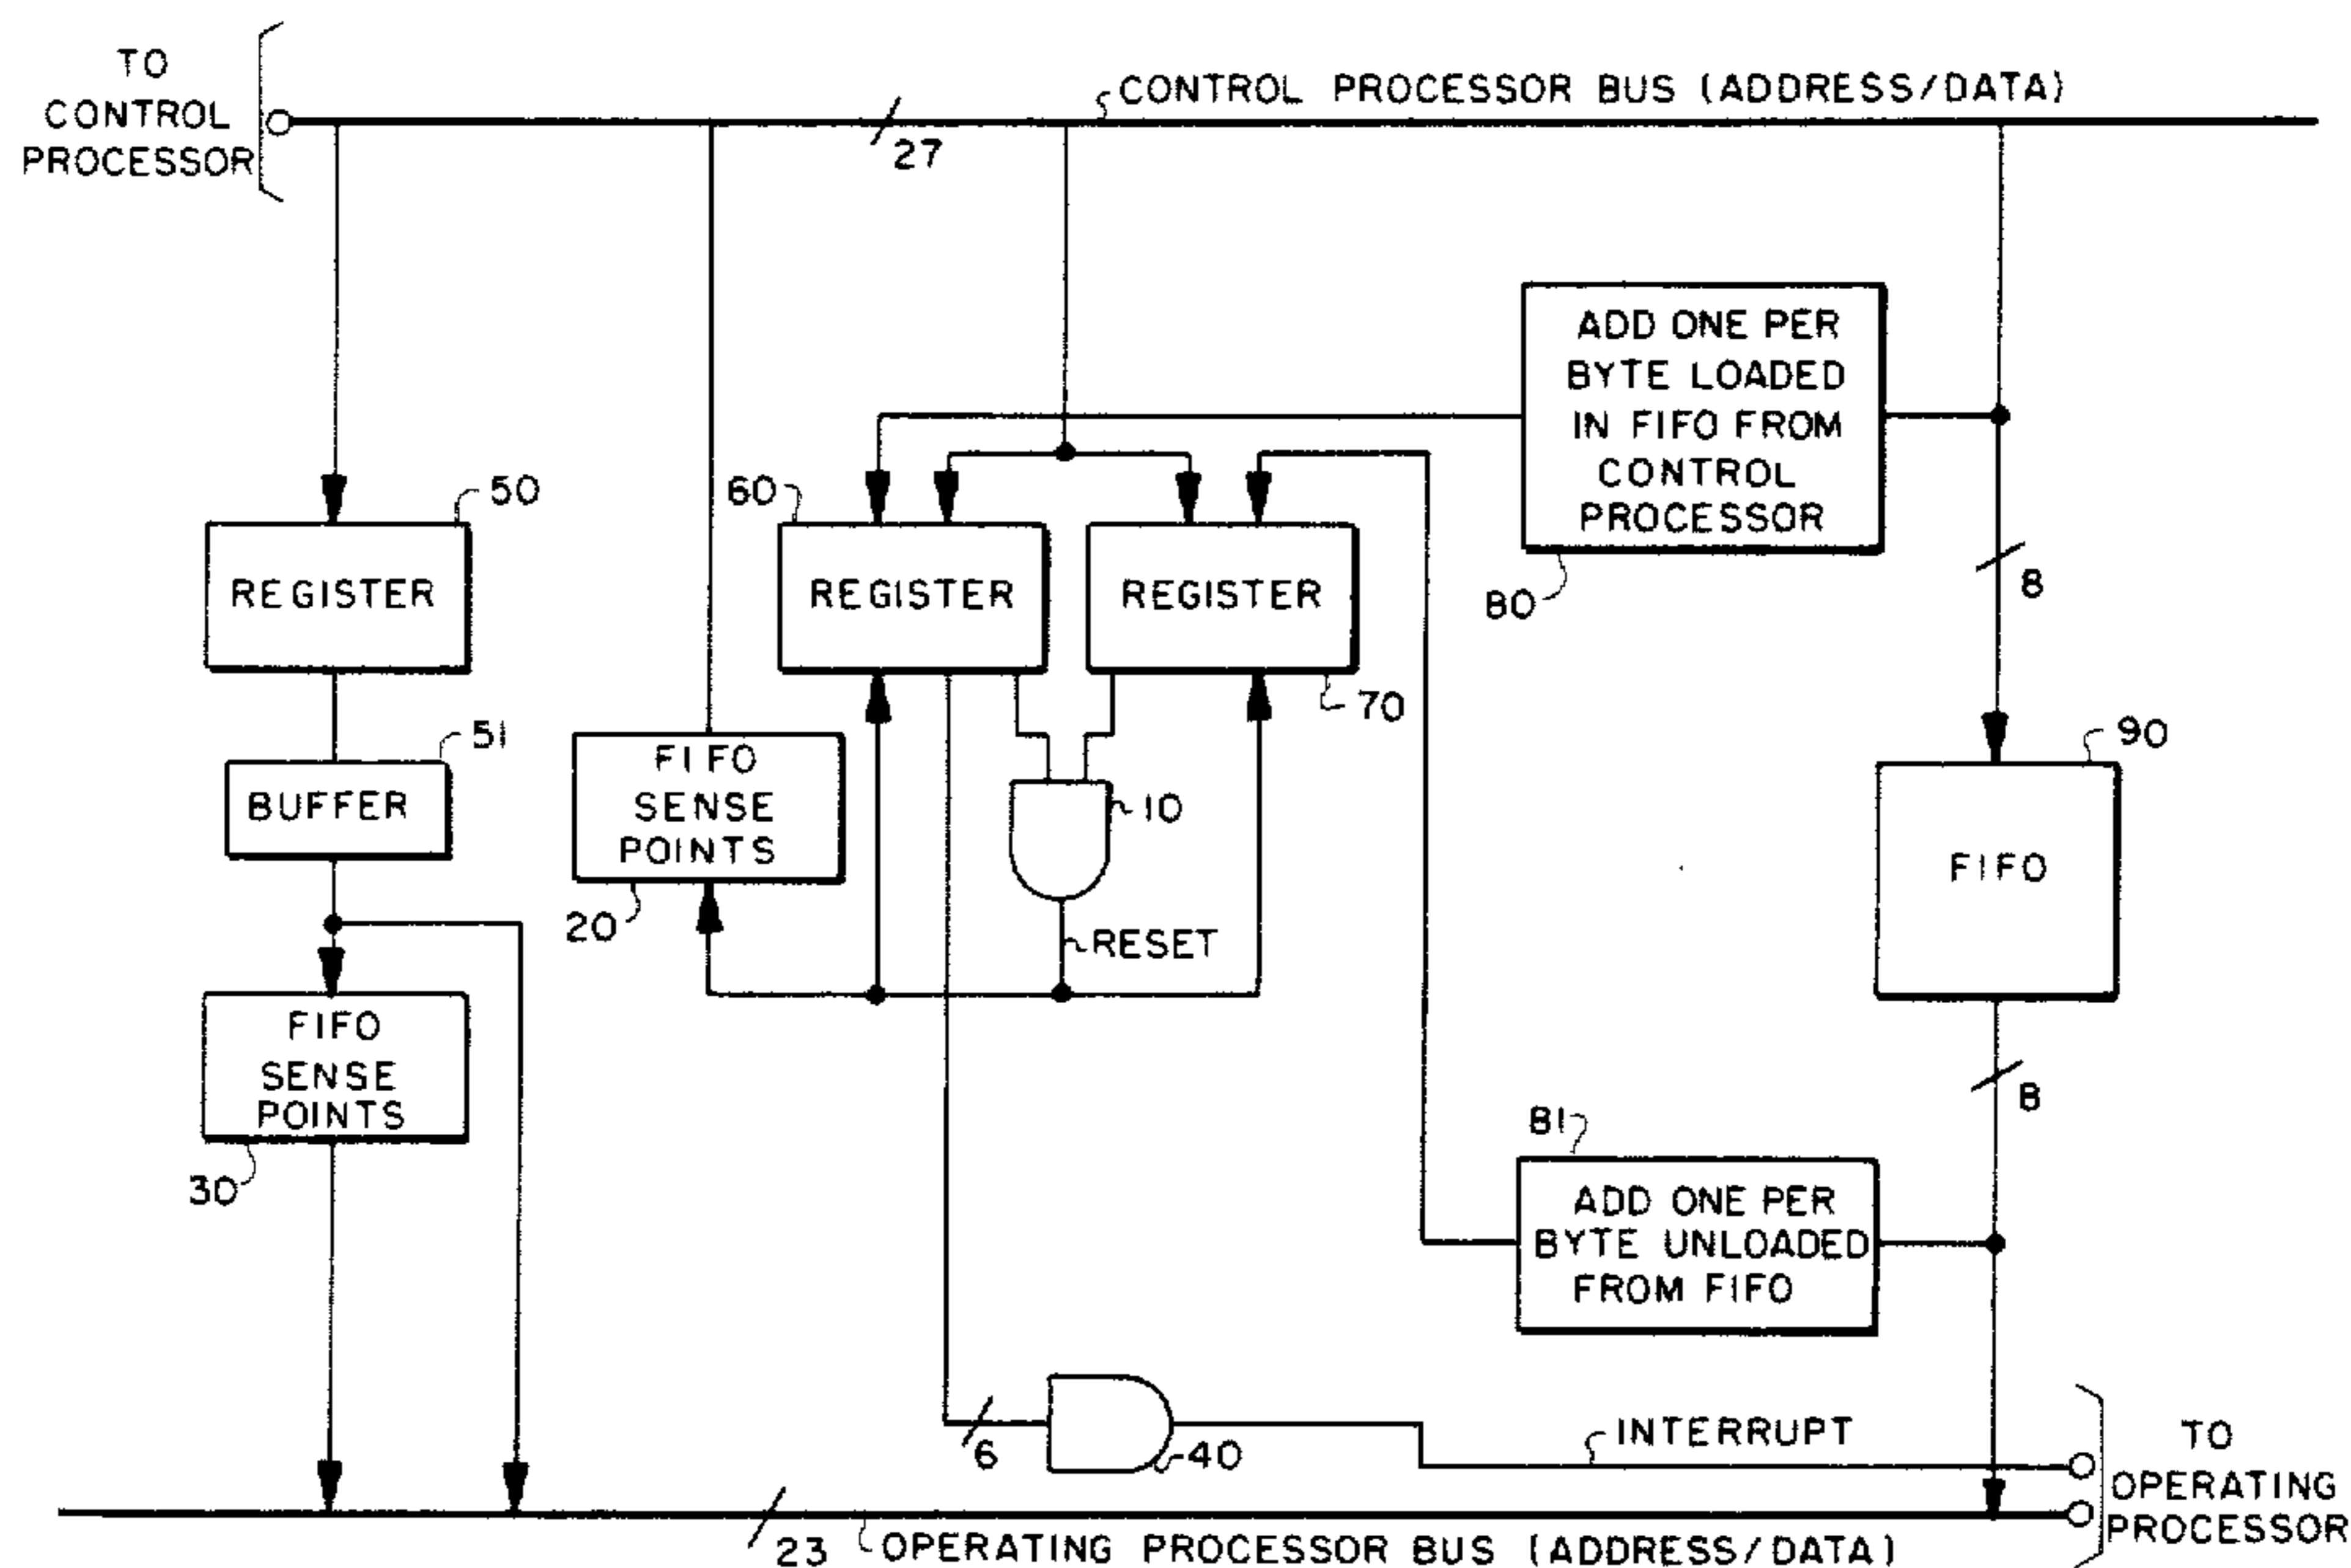 TO
CONTROL
PROCESSOR
CONTROL PROCESSOR BUS (ADDRESS/DATA)
27
ADD ONE PER
BYTE LOADED
IN FIFO FROM
CONTROL
PROCESSOR
80
8
50
REGISTER
60
REGISTER
REGISTER
70
51
BUFFER
FIFO
SENSE
POINTS
20
10
RESET
90
FIFO
8
FIFO
SENSE
POINTS
30
81
ADD ONE PER
BYTE UNLOADED
FROM FIFO
6
40
INTERRUPT
TO
OPERATING
PROCESSOR
23
OPERATING PROCESSOR BUS (ADDRESS/DATA)